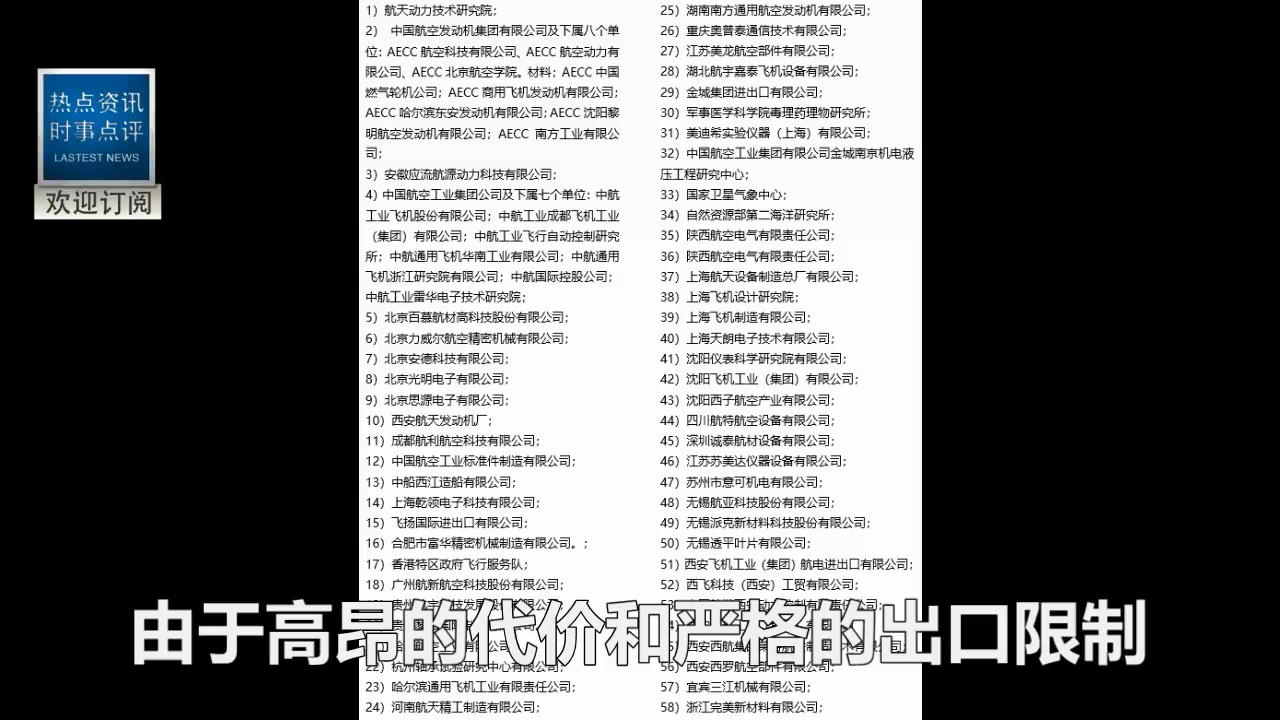 热点资讯
时事点评
LASTEST NEWS
欢迎订阅
1）航天动力技术研究院；
2） 中国航空发动机集团有限公司及下属八个单
位：AECC 航空科技有限公司、AECC 航空动力有
限公司、AECC 北京航空学院。材料；AECC 中国
燃气轮机公司；AECC 商用飞机发动机有限公司；
AECC 哈尔滨东安发动机有限公司；AECC 沈阳黎
明航空发动机有限公司；AECC 南方工业有限公
司；
3）安徽应流航源动力科技有限公司；
4）中国航空工业集团公司及下属七个单位：中航
工业飞机股份有限公司；中航工业成都飞机工业
（集团）有限公司；中航工业飞行自动控制研究
所；中航通用飞机华南工业有限公司；中航通用
飞机浙江研究院有限公司；中航国际控股公司；
中航工业雷华电子技术研究院；
5）北京百慕航材高科技股份有限公司；
6）北京力威尔航空精密机械有限公司；
7）北京安德科技有限公司；
8）北京光明电子有限公司；
9）北京思源电子有限公司；
10）西安航天发动机厂；
11）成都航利航空科技有限公司；
12）中国航空工业标准件制造有限公司；
13）中船西江造船有限公司；
14）上海乾领电子科技有限公司；
15）飞扬国际进出口有限公司；
16）合肥市富华精密机械制造有限公司。；
17）香港特区政府飞行服务队；
18）广州航新航空科技股份有限公司；
22）杭州轴承试验研究中心有限公司；
23）哈尔滨通用飞机工业有限责任公司；
24）河南航天精工制造有限公司；
25）湖南南方通用航空发动机有限公司；
26）重庆奥普泰通信技术有限公司；
27）江苏美龙航空部件有限公司；
28）湖北航宇嘉泰飞机设备有限公司；
29）金城集团进出口有限公司；
30）军事医学科学院毒理药理物研究所；
31）美迪希实验仪器（上海）有限公司；
32）中国航空工业集团有限公司金城南京机电液
压工程研究中心；
33）国家卫星气象中心；
34）自然资源部第二海洋研究所；
35）陕西航空电气有限责任公司；
36）陕西航空电气有限责任公司；
37）上海航天设备制造总厂有限公司；
38）上海飞机设计研究院；
39）上海飞机制造有限公司；
40）上海天朗电子技术有限公司；
41）沈阳仪表科学研究院有限公司；
42）沈阳飞机工业（集团）有限公司；
43）沈阳西子航空产业有限公司；
44）四川航特航空设备有限公司；
45）深圳诚泰航材设备有限公司；
46）江苏苏美达仪器设备有限公司；
47）苏州市意可机电有限公司；
48）无锡航亚科技股份有限公司；
49）无锡派克新材料科技股份有限公司；
50）无锡透平叶片有限公司；
51）西安飞机工业（集团）航电进出口有限公司；
52）西飞科技（西安）工贸有限公司；
56）西安西罗航空部件有限公司；
57）宜宾三江机械有限公司；
58）浙江完美新材料有限公司；
由于高昂的代价和严格的出口限制